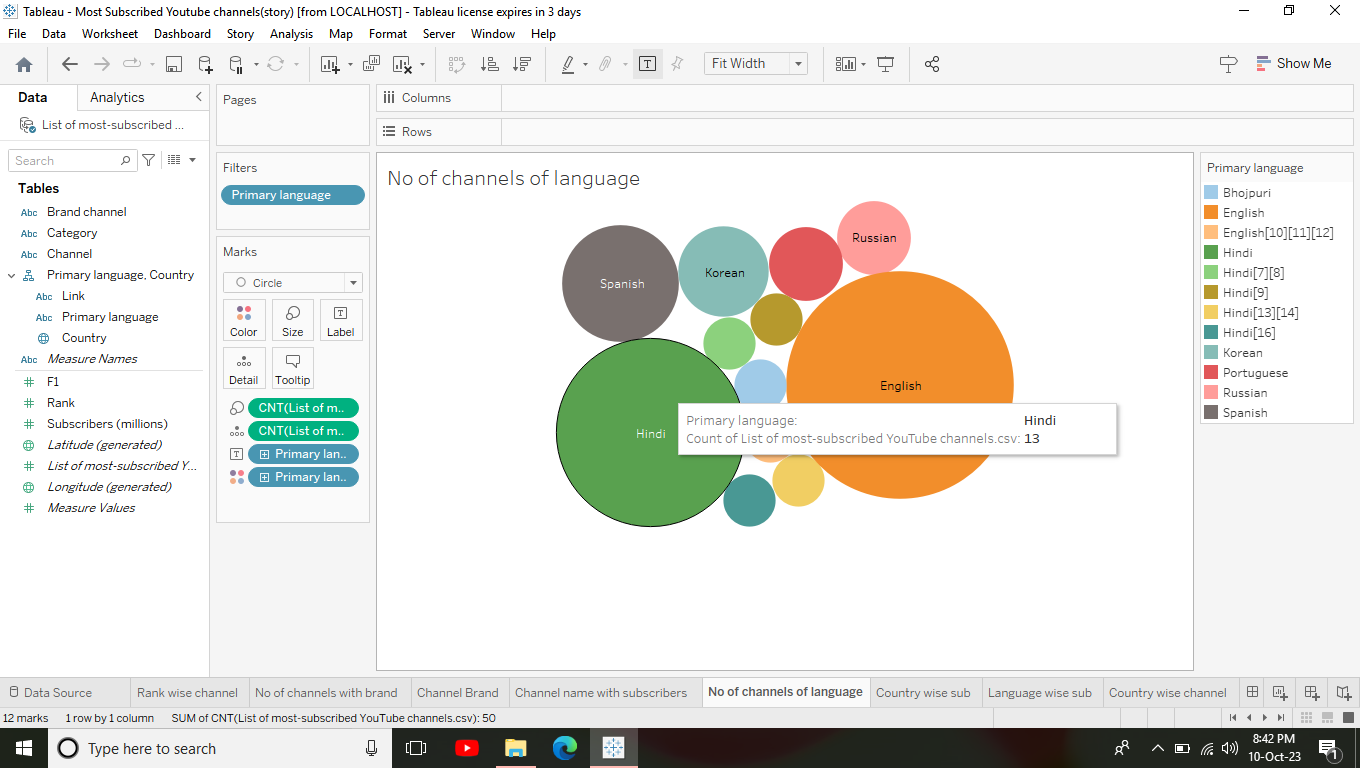 Tableau - Most Subscribed Youtube channels(story) [from LOCALHOST] - Tableau license expires in 3 days
File Data Worksheet Dashboard Story Analysis Map Format Server Window Help
Fit Width
Show Me
Data Analytics
List of most-subscribed ...
Search
Tables
Abc Brand channel
Abc Category
Abc Channel
Primary language, Country
Abc Link
Abc Primary language
Country
Abc Measure Names
F1
Rank
Subscribers (millions)
Latitude (generated)
List of most-subscribed Y...
Longitude (generated)
Measure Values
Pages
Filters
Primary language
Marks
Circle
Color Size Label
Detail Tooltip
CNT(List of m..
CNT(List of m..
Primary lan..
Primary lan..
Columns
Rows
No of channels of language
Russian
Korean
Spanish
English
Hindi
Primary language: Hindi
Count of List of most-subscribed YouTube channels.csv: 13
Primary language
Bhojpuri
English
English[10][11][12]
Hindi
Hindi[7][8]
Hindi[9]
Hindi[13][14]
Hindi[16]
Korean
Portuguese
Russian
Spanish
Data Source Rank wise channel No of channels with brand Channel Brand Channel name with subscribers No of channels of language Country wise sub Language wise sub Country wise channel
12 marks 1 row by 1 column SUM of CNT(List of most-subscribed YouTube channels.csv): 50
Type here to search
8:42 PM
10-Oct-23
1